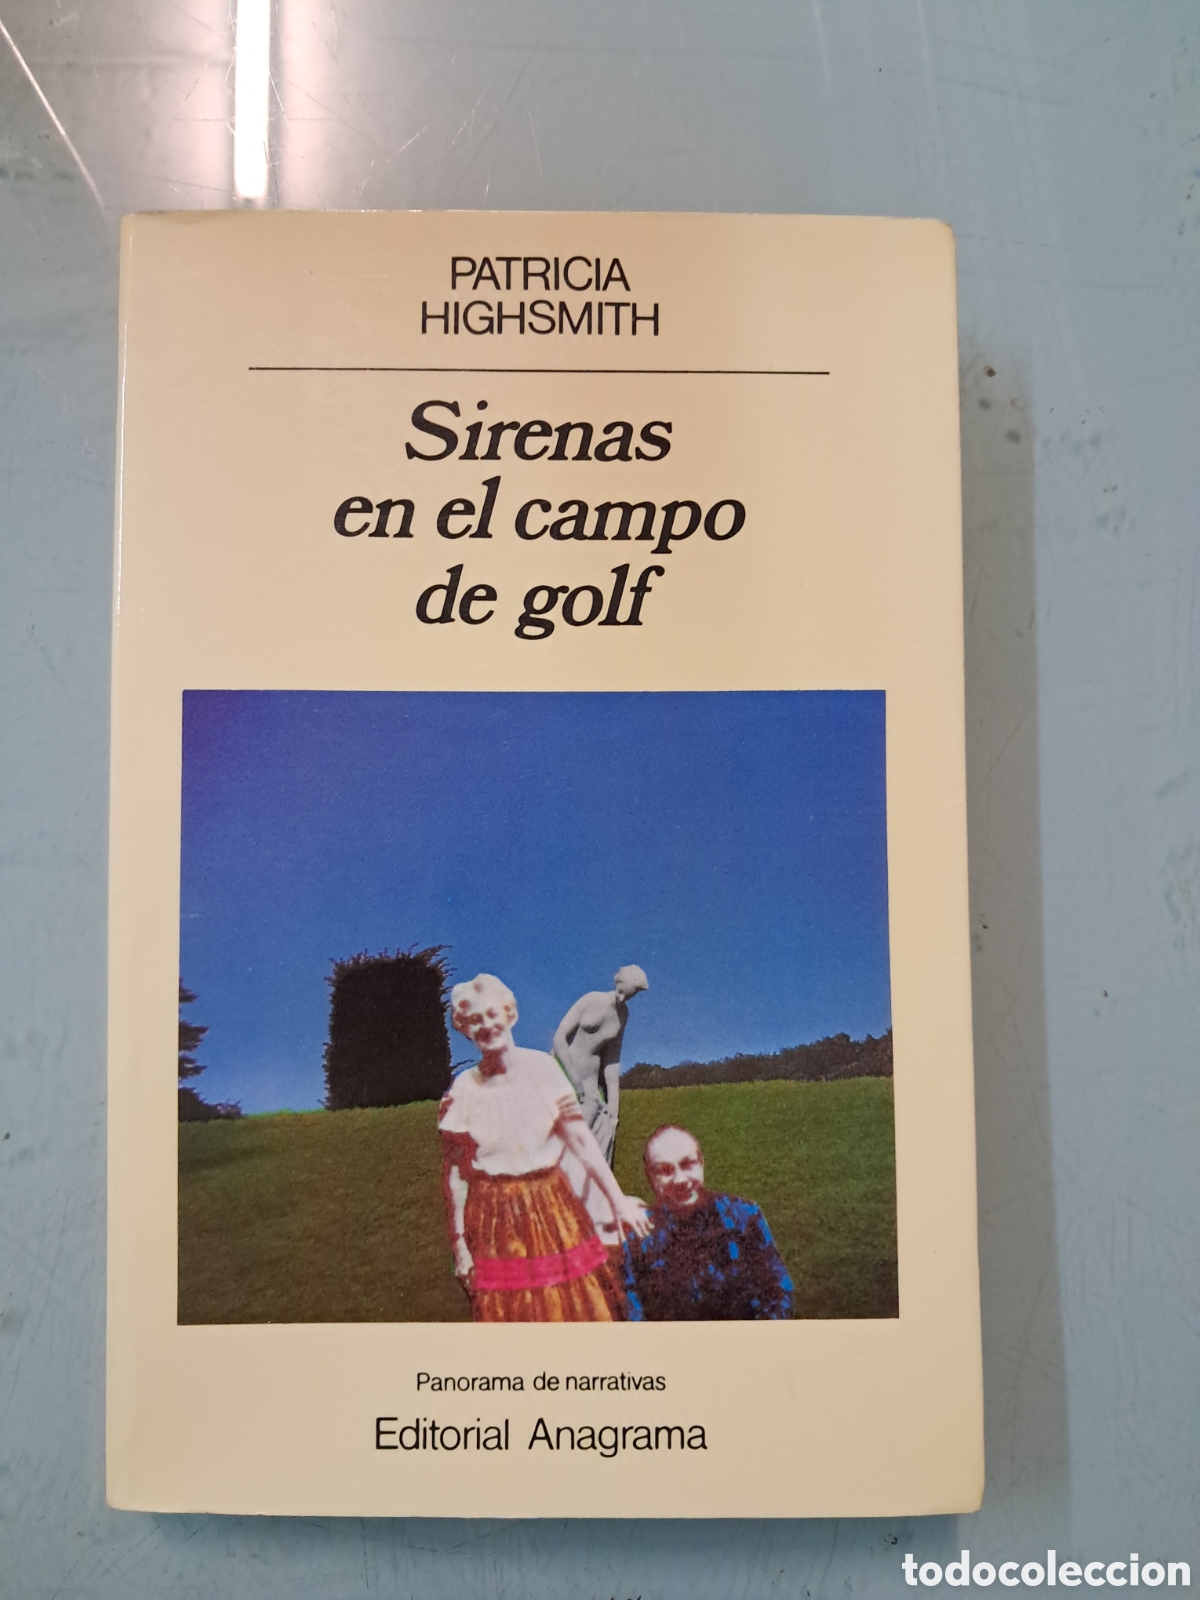 PATRICIA
HIGHSMITH
Sirenas
en el campo
de golf
Panorama de narrativas
Editorial Anagrama
todocoleccion